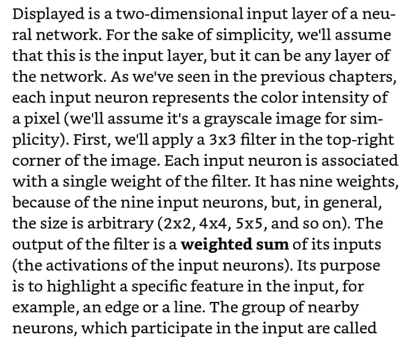 Displayed is a two-dimensional input layer of a neu-
ral network. For the sake of simplicity, we'll assume
that this is the input layer, but it can be any layer of
the network. As we've seen in the previous chapters,
each input neuron represents the color intensity of
a pixel (we'll assume it's a grayscale image for sim-
plicity). First, we'll apply a 3x3 filter in the top-right
corner of the image. Each input neuron is associated
with a single weight of the filter. It has nine weights,
because of the nine input neurons, but, in general,
the size is arbitrary (2x2, 4x4, 5x5, and so on). The
output of the filter is a weighted sum of its inputs
(the activations of the input neurons). Its purpose
is to highlight a specific feature in the input, for
example, an edge or a line. The group of nearby
neurons, which participate in the input are called